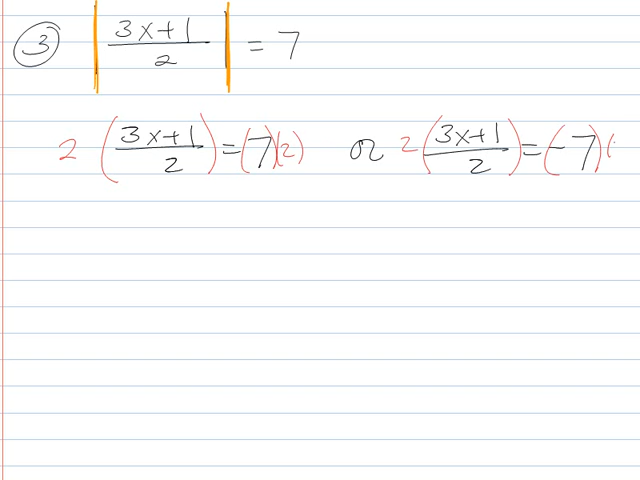 ③ |(3x+1)/2| = 7
2 ((3x+1)/2) = (7)(2) or 2 ((3x+1)/2) = (-7)(